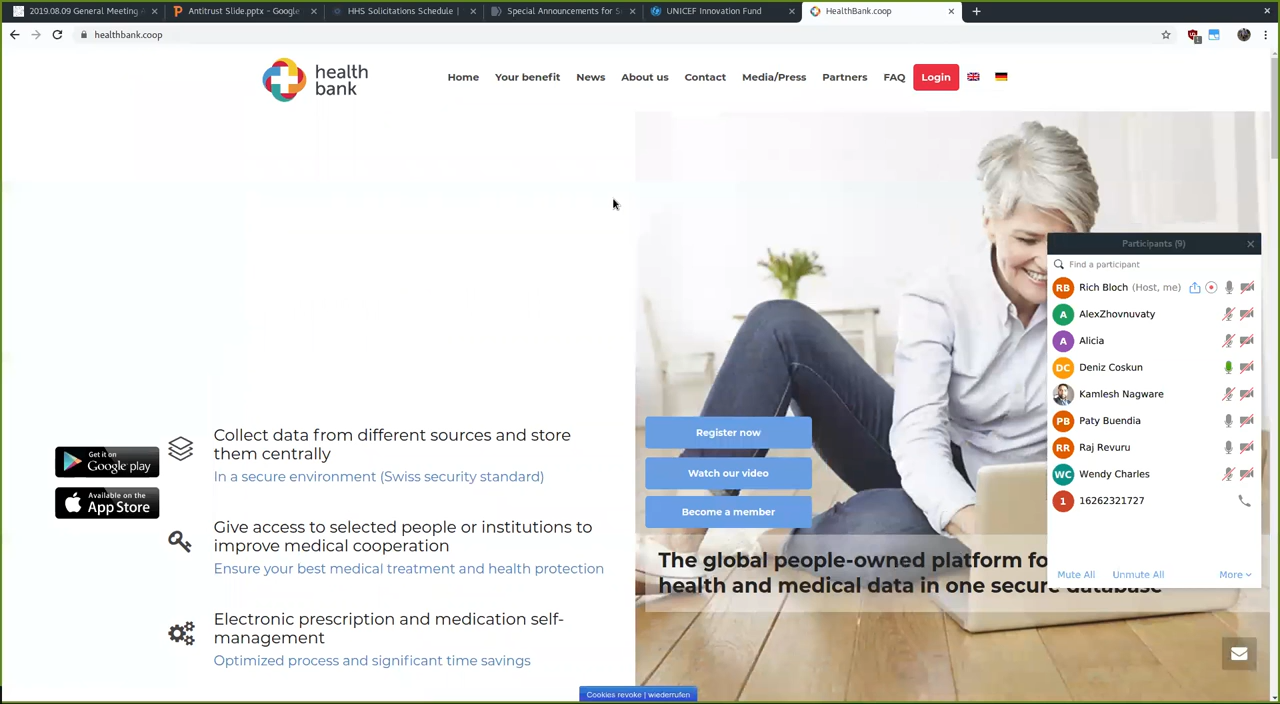 2019.08.09 General Meeting
Antitrust Slide.pptx - Google
HHS Solicitations Schedule |
Special Announcements for S
UNICEF Innovation Fund
HealthBank.coop
healthbank.coop
health
bank
Home
Your benefit
News
About us
Contact
Media/Press
Partners
FAQ
Login
Participants (9)
Find a participant
RB Rich Bloch (Host, me)
A AlexZhovnuvaty
A Alicia
DC Deniz Coskun
Kamlesh Nagware
PB Paty Buendia
RR Raj Revuru
WC Wendy Charles
1 16262321727
Mute All
Unmute All
More
Get it on
Google play
Available on the
App Store
Collect data from different sources and store
them centrally
In a secure environment (Swiss security standard)
Give access to selected people or institutions to
improve medical cooperation
Ensure your best medical treatment and health protection
Electronic prescription and medication self-
management
Optimized process and significant time savings
Register now
Watch our video
Become a member
The global people-owned platform fo
health and medical data in one secure database
Cookies revoke | wiederrufen